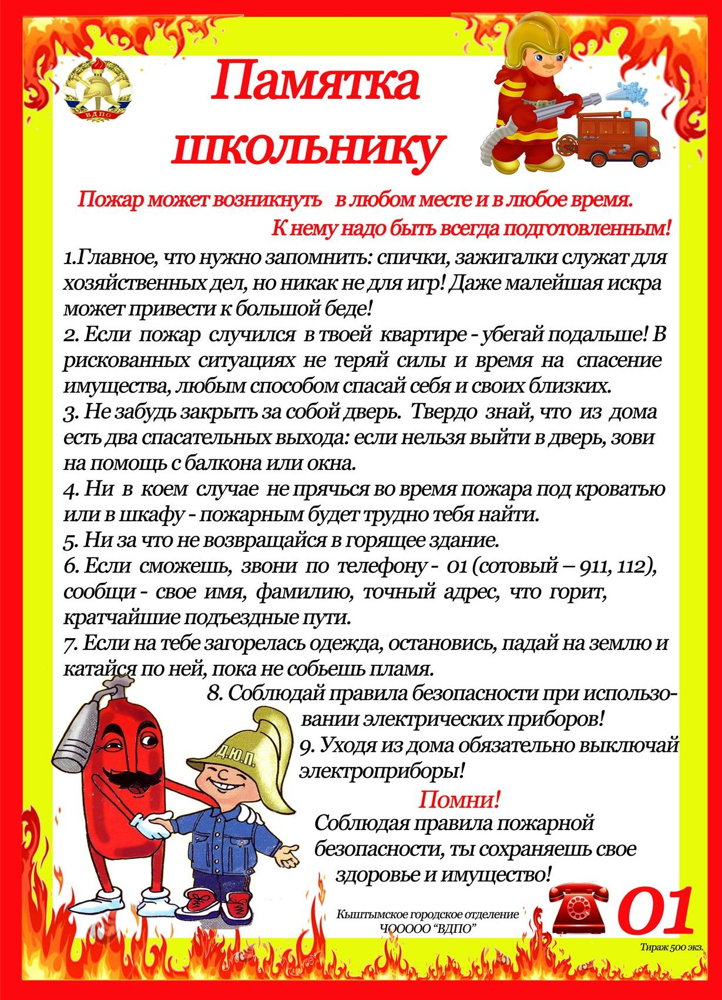 ВДПО
Памятка
школьнику
Пожар может возникнуть в любом месте и в любое время.
К нему надо быть всегда подготовленным!
1.Главное, что нужно запомнить: спички, зажигалки служат для
хозяйственных дел, но никак не для игр! Даже малейшая искра
может привести к большой беде!
2. Если пожар случился в твоей квартире - убегай подальше! В
рискованных ситуациях не теряй силы и время на спасение
имущества, любым способом спасай себя и своих близких.
3. Не забудь закрыть за собой дверь. Твердо знай, что из дома
есть два спасательных выхода: если нельзя выйти в дверь, зови
на помощь с балкона или окна.
4. Ни в коем случае не прячься во время пожара под кроватью
или в шкафу - пожарным будет трудно тебя найти.
5. Ни за что не возвращайся в горящее здание.
6. Если сможешь, звони по телефону - 01 (сотовый – 911, 112),
сообщи - свое имя, фамилию, точный адрес, что горит,
кратчайшие подъездные пути.
7. Если на тебе загорелась одежда, остановись, падай на землю и
катайся по ней, пока не собьешь пламя.
8. Соблюдай правила безопасности при использо-
вании электрических приборов!
9. Уходя из дома обязательно выключай
электроприборы!
Д.Ю.П.
Помни!
Соблюдая правила пожарной
безопасности, ты сохраняешь свое
здоровье и имущество!
01
Кыштымское городское отделение
ЧООООО “ВДПО”
Тираж 500 экз.